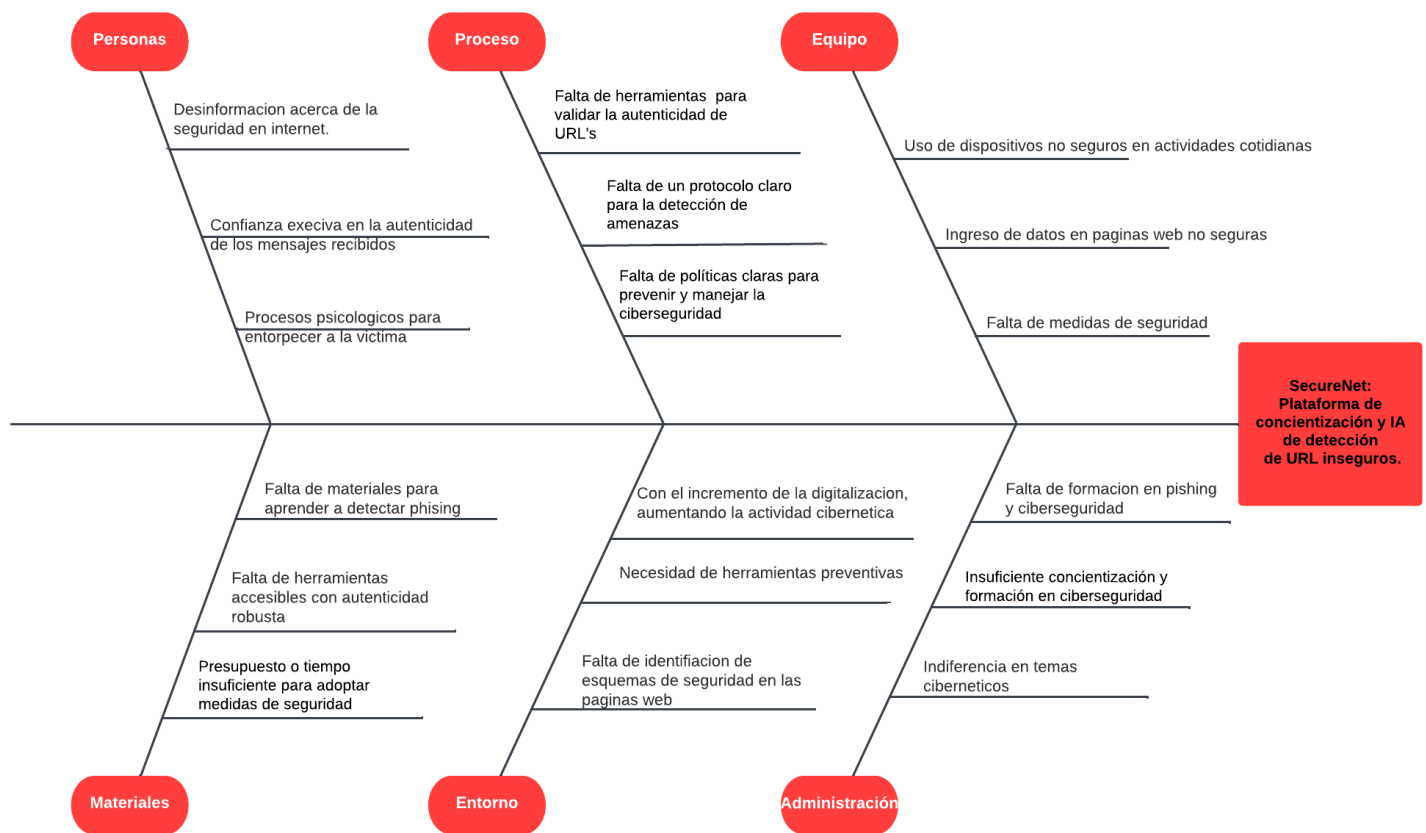 Personas
Proceso
Equipo
Desinformacion acerca de la
seguridad en internet.
Confianza execiva en la autenticidad
de los mensajes recibidos
Procesos psicologicos para
entorpecer a la victima
Falta de herramientas  para
validar la autenticidad de
URL's
Falta de un protocolo claro
para la detección de
amenazas
Falta de políticas claras para
prevenir y manejar la
ciberseguridad
Uso de dispositivos no seguros en actividades cotidianas
Ingreso de datos en paginas web no seguras
Falta de medidas de seguridad
SecureNet:
Plataforma de
concientización y IA
de detección
de URL inseguros.
Falta de materiales para
aprender a detectar phising
Falta de herramientas
accesibles con autenticidad
robusta
Presupuesto o tiempo
insuficiente para adoptar
medidas de seguridad
Con el incremento de la digitalizacion,
aumentando la actividad cibernetica
Necesidad de herramientas preventivas
Falta de identifiacion de
esquemas de seguridad en las
paginas web
Falta de formacion en pishing
y ciberseguridad
Insuficiente concientización y
formación en ciberseguridad
Indiferencia en temas
ciberneticos
Materiales
Entorno
Administración